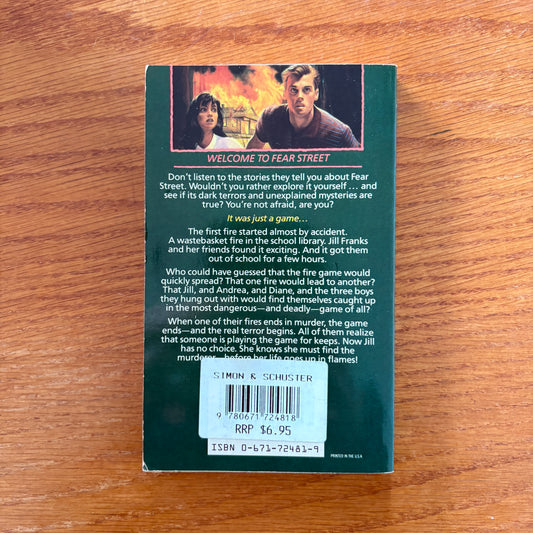 WELCOME TO FEAR STREET
Don't listen to the stories they tell you about Fear
Street. Wouldn't you rather explore it yourself ... and
see if its dark terrors and unexplained mysteries are
true? You're not afraid, are you?
It was just a game...
The first fire started almost by accident.
A wastebasket fire in the school library. Jill Franks
and her friends found it exciting. And it got them
out of school for a few hours.
Who could have guessed that the fire game would
quickly spread? That one fire would lead to another?
That Jill, and Andrea, and Diane, and the three boys
they hung out with would find themselves caught up
in the most dangerous—and deadly—game of all?
When one of their fires ends in murder, the game
ends—and the real terror begins. All of them realize
that someone is playing the game for keeps. Now Jill
has no choice. She knows she must find the
murderer—before her life goes up in flames!
SIMON & SCHUSTER
9 780671 724818
RRP $6.95
ISBN 0-671-72481-9
PRINTED IN THE U.S.A.